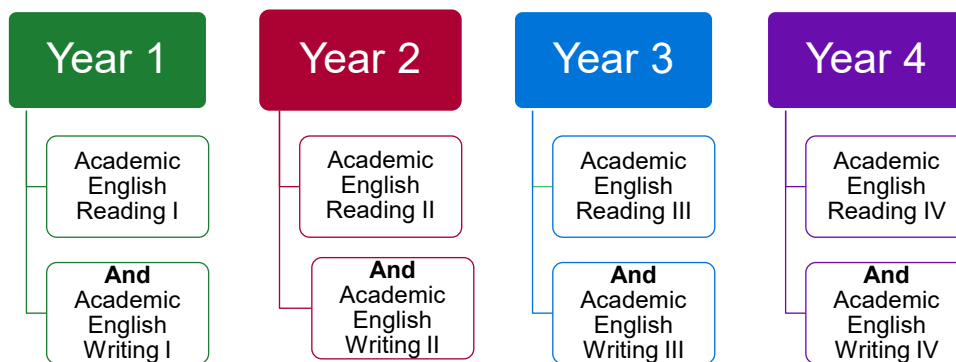 Year 1
Academic
English
Reading I
And
Academic
English
Writing I
Year 2
Academic
English
Reading II
And
Academic
English
Writing II
Year 3
Academic
English
Reading III
And
Academic
English
Writing III
Year 4
Academic
English
Reading IV
And
Academic
English
Writing IV